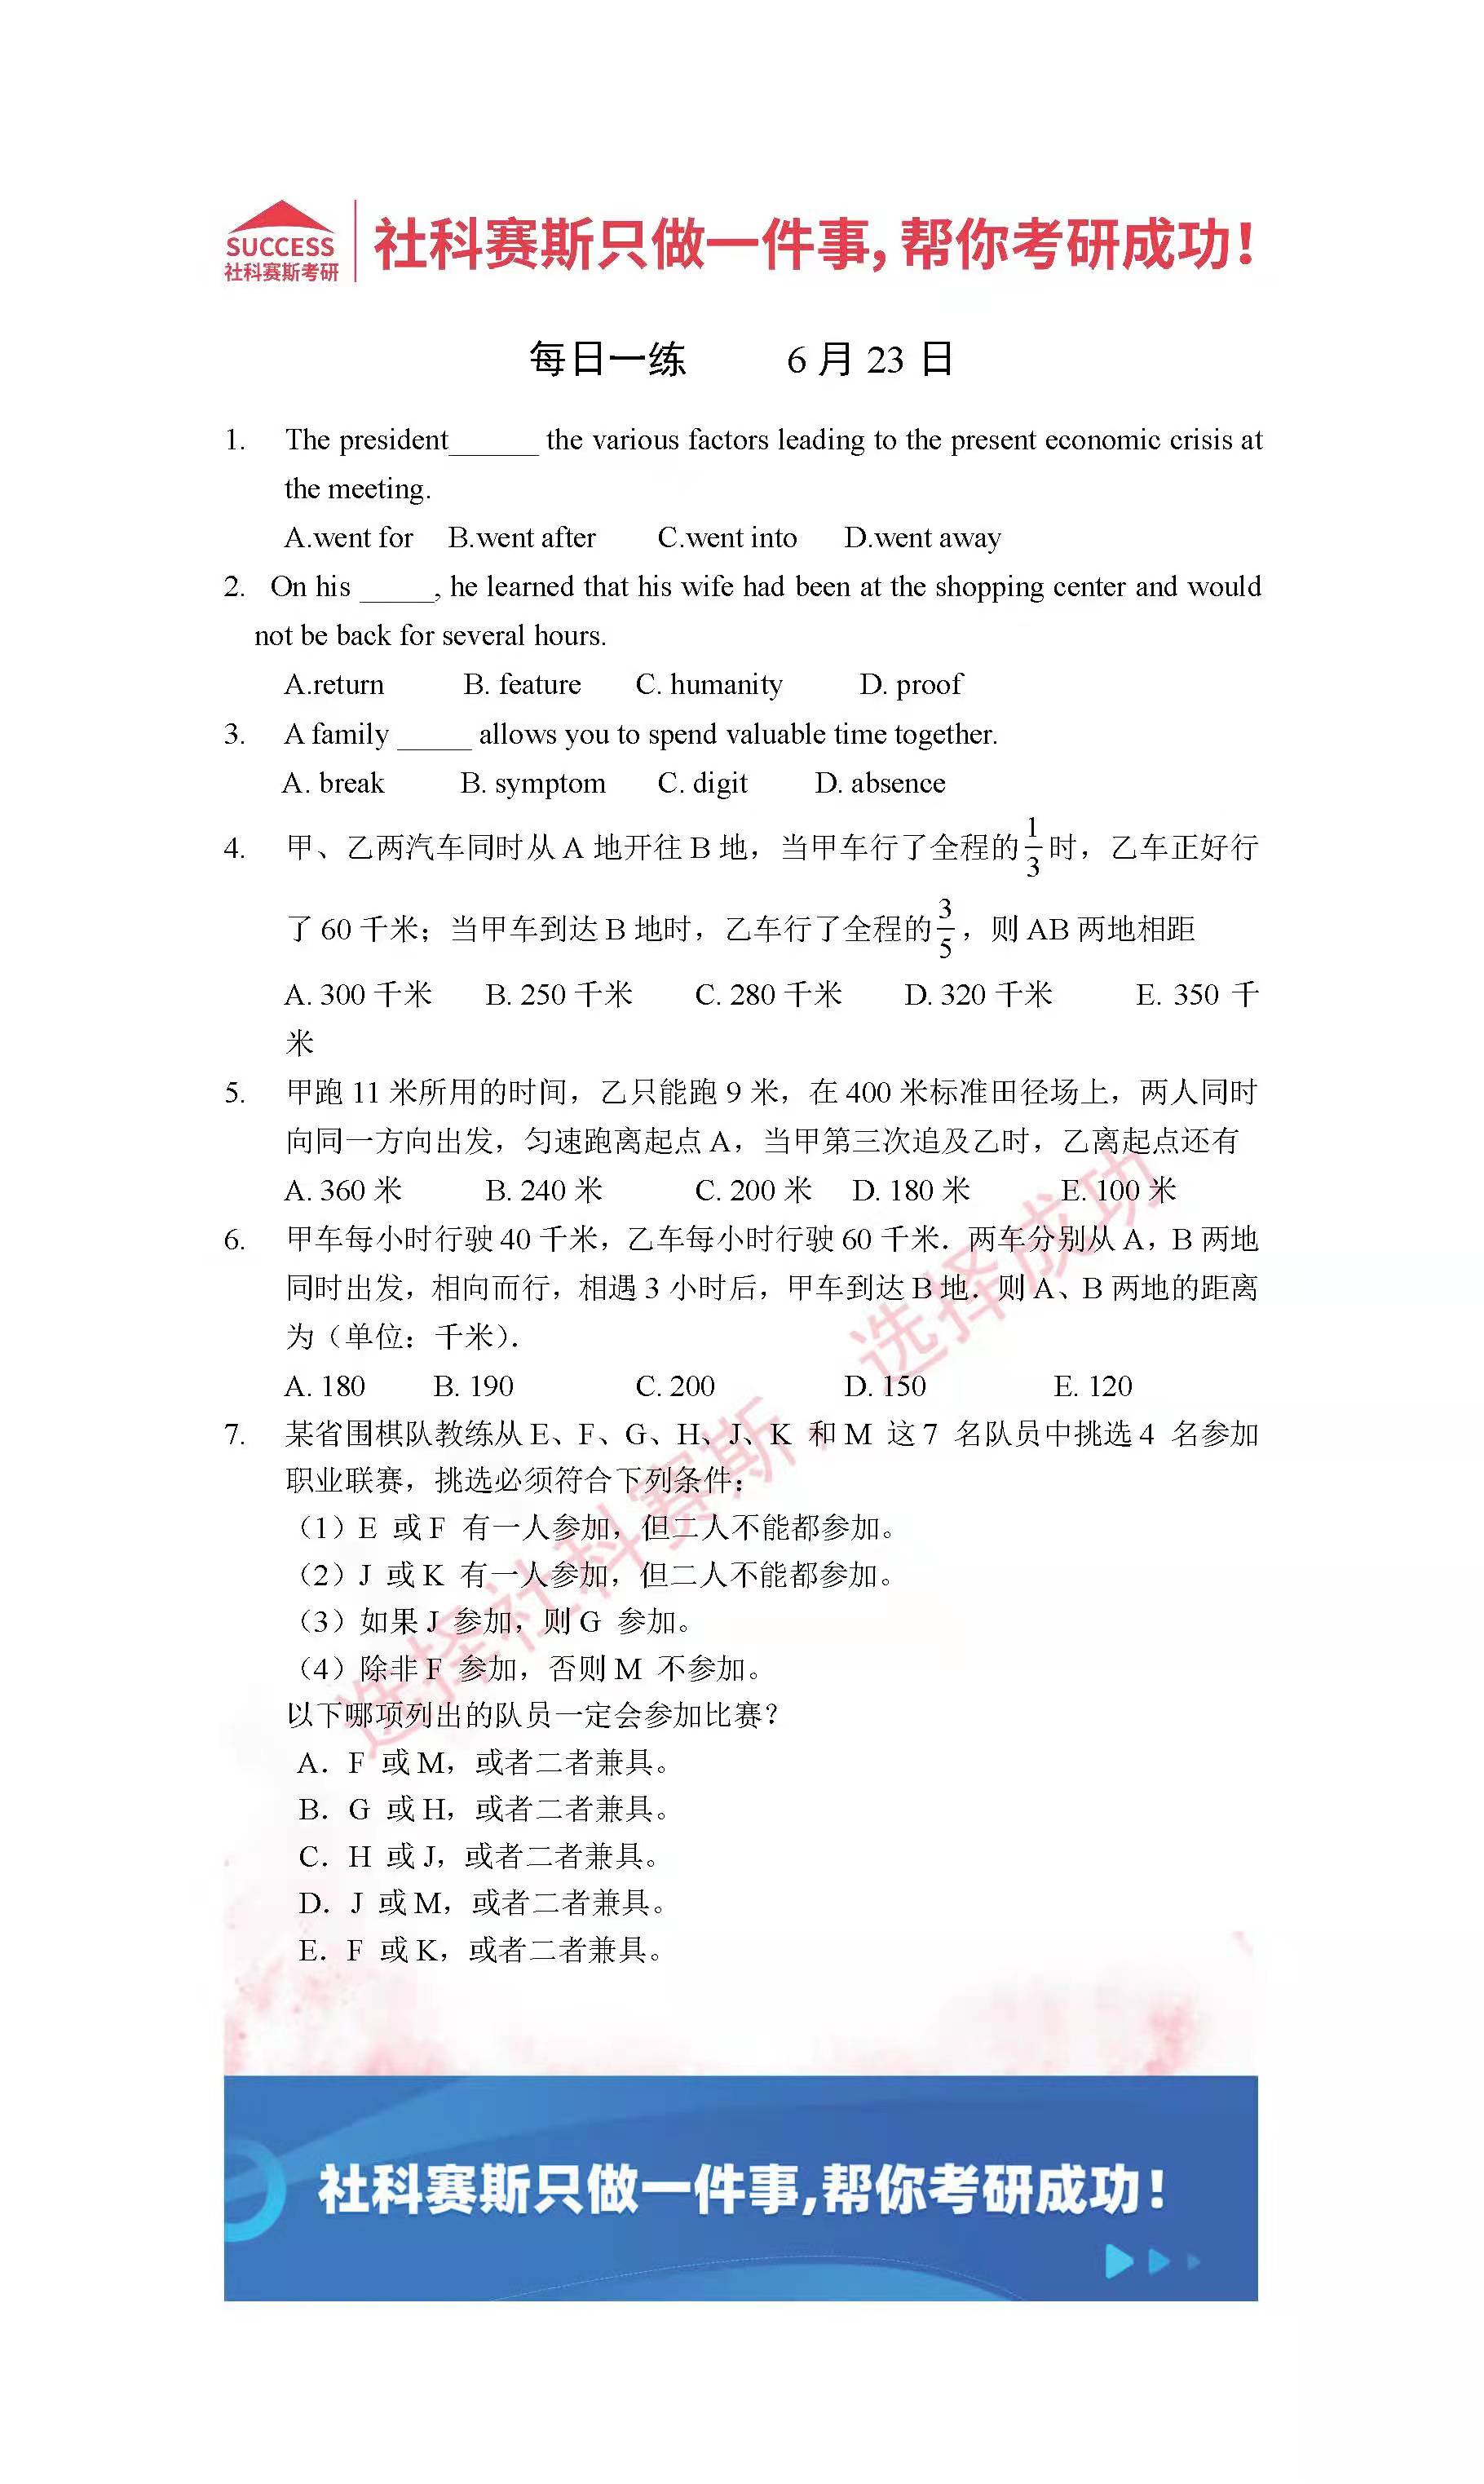 SUCCESS
社科赛斯考研
社科赛斯只做一件事,帮你考研成功!
每日一练 6月23日
1. The president______ the various factors leading to the present economic crisis at
the meeting.
A.went for B.went after C.went into D.went away
2. On his _____, he learned that his wife had been at the shopping center and would
not be back for several hours.
A.return B. feature C. humanity D. proof
3. A family _____ allows you to spend valuable time together.
A. break B. symptom C. digit D. absence
4. 甲、乙两汽车同时从A 地开往B 地，当甲车行了全程的1/3时，乙车正好行
了60千米；当甲车到达B 地时，乙车行了全程的3/5，则AB两地相距
A. 300千米 B. 250千米 C. 280千米 D. 320千米 E. 350 千
米
5. 甲跑 11 米所用的时间，乙只能跑 9 米，在 400 米标准田径场上，两人同时
向同一方向出发，匀速跑离起点A，当甲第三次追及乙时，乙离起点还有
A. 360米 B. 240米 C. 200米 D. 180米 E. 100米
6. 甲车每小时行驶40千米，乙车每小时行驶60千米．两车分别从A，B两地
同时出发，相向而行，相遇3小时后，甲车到达B地．则A、B两地的距离
为（单位：千米）.
A. 180 B. 190 C. 200 D. 150 E. 120
7. 某省围棋队教练从E、F、G、H、J、K 和M 这7 名队员中挑选4 名参加
职业联赛，挑选必须符合下列条件：
（1）E 或F 有一人参加，但二人不能都参加。
（2）J 或K 有一人参加，但二人不能都参加。
（3）如果J 参加，则G 参加。
（4）除非F 参加，否则M 不参加。
以下哪项列出的队员一定会参加比赛？
A．F 或M，或者二者兼具。
B．G 或H，或者二者兼具。
C．H 或J，或者二者兼具。
D．J 或M，或者二者兼具。
E．F 或K，或者二者兼具。
选择社科赛斯，选择成功
社科赛斯只做一件事,帮你考研成功!